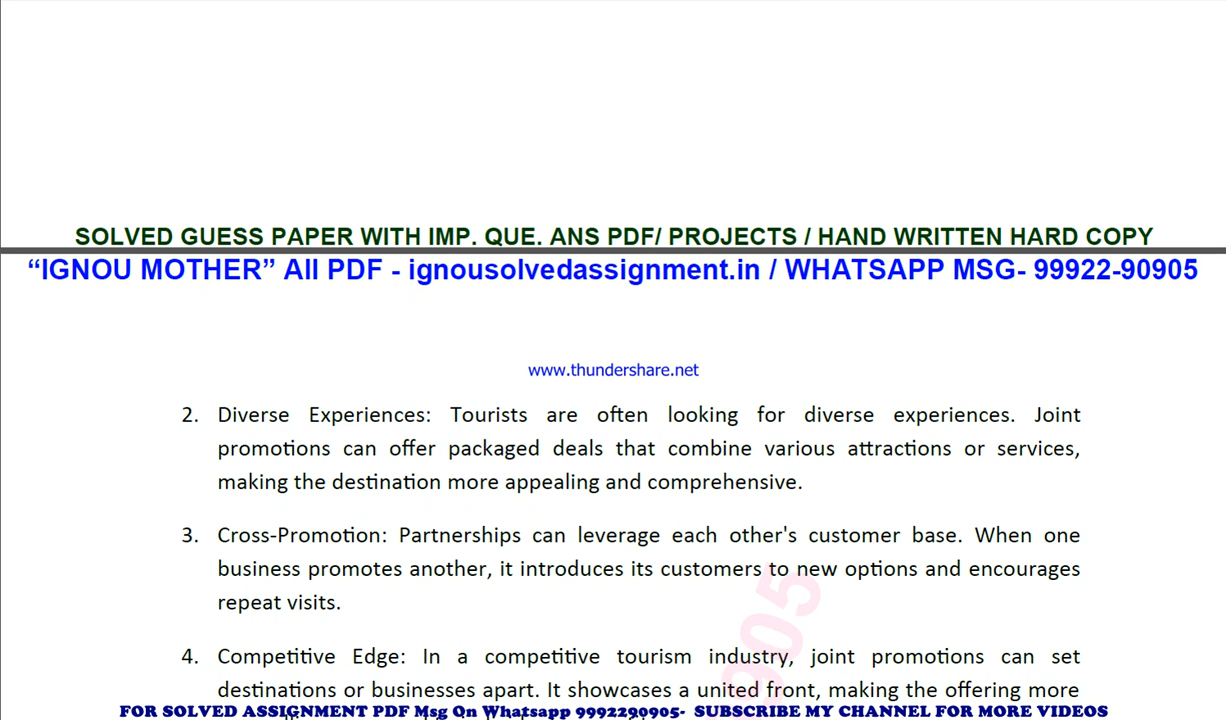 SOLVED GUESS PAPER WITH IMP. QUE. ANS PDF/ PROJECTS / HAND WRITTEN HARD COPY
“IGNOU MOTHER” All PDF - ignousolvedassignment.in / WHATSAPP MSG- 99922-90905
www.thundershare.net
2. Diverse Experiences: Tourists are often looking for diverse experiences. Joint
promotions can offer packaged deals that combine various attractions or services,
making the destination more appealing and comprehensive.
3. Cross-Promotion: Partnerships can leverage each other's customer base. When one
business promotes another, it introduces its customers to new options and encourages
repeat visits.
905
4. Competitive Edge: In a competitive tourism industry, joint promotions can set
destinations or businesses apart. It showcases a united front, making the offering more
FOR SOLVED ASSIGNMENT PDF Msg On Whatsapp 9992290905- SUBSCRIBE MY CHANNEL FOR MORE VIDEOS